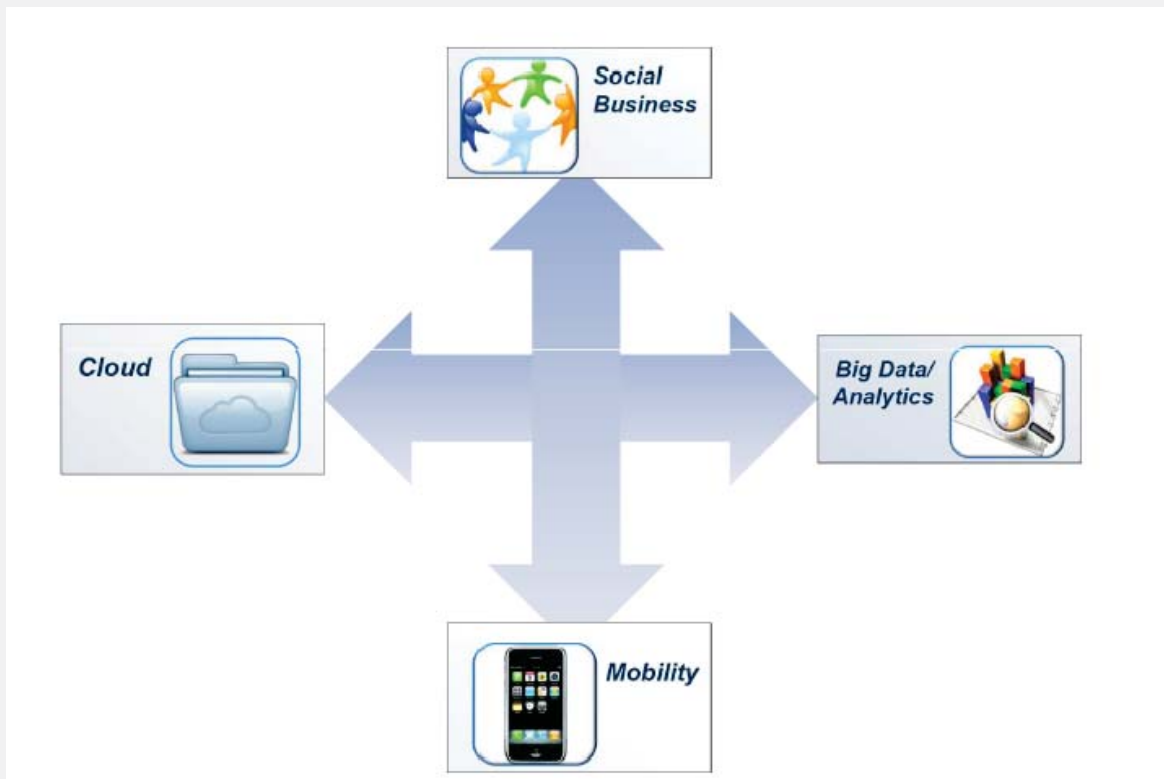 Social
Business
Cloud
Big Data/
Analytics
Mobility